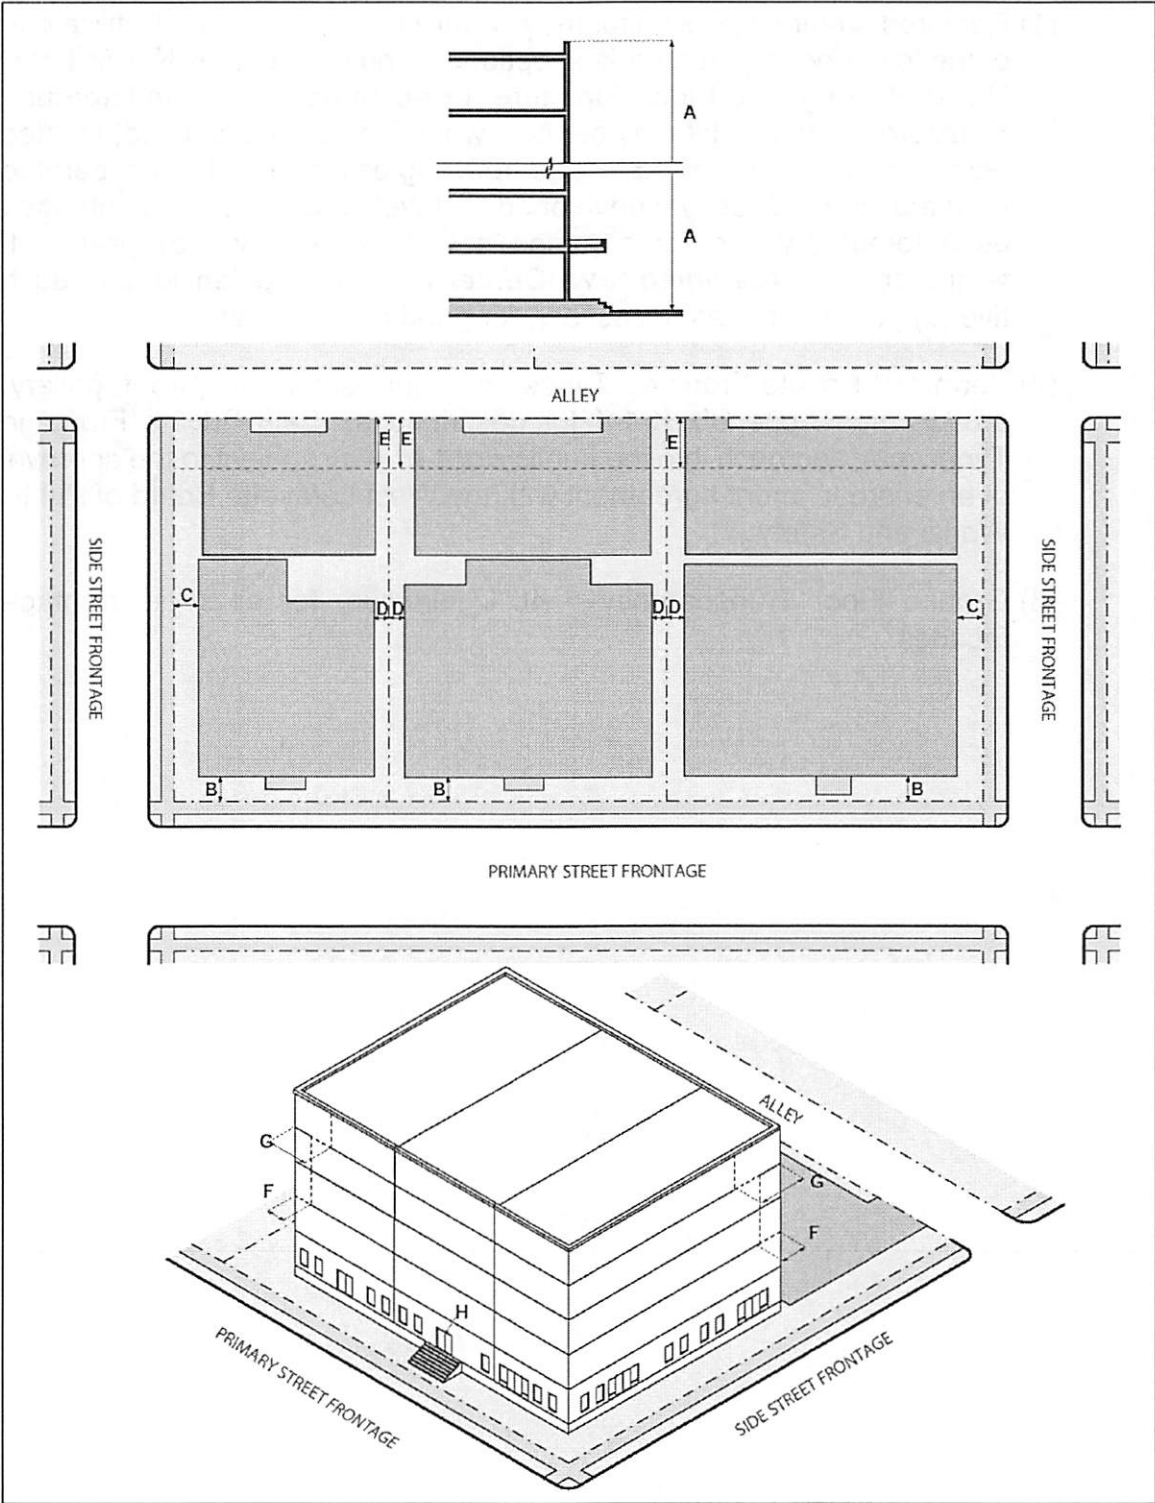 A
A
ALLEY
E E E
SIDE STREET FRONTAGE
SIDE STREET FRONTAGE
C D D D D C
B B B
PRIMARY STREET FRONTAGE
ALLEY
G
G
F
F
H
PRIMARY STREET FRONTAGE
SIDE STREET FRONTAGE